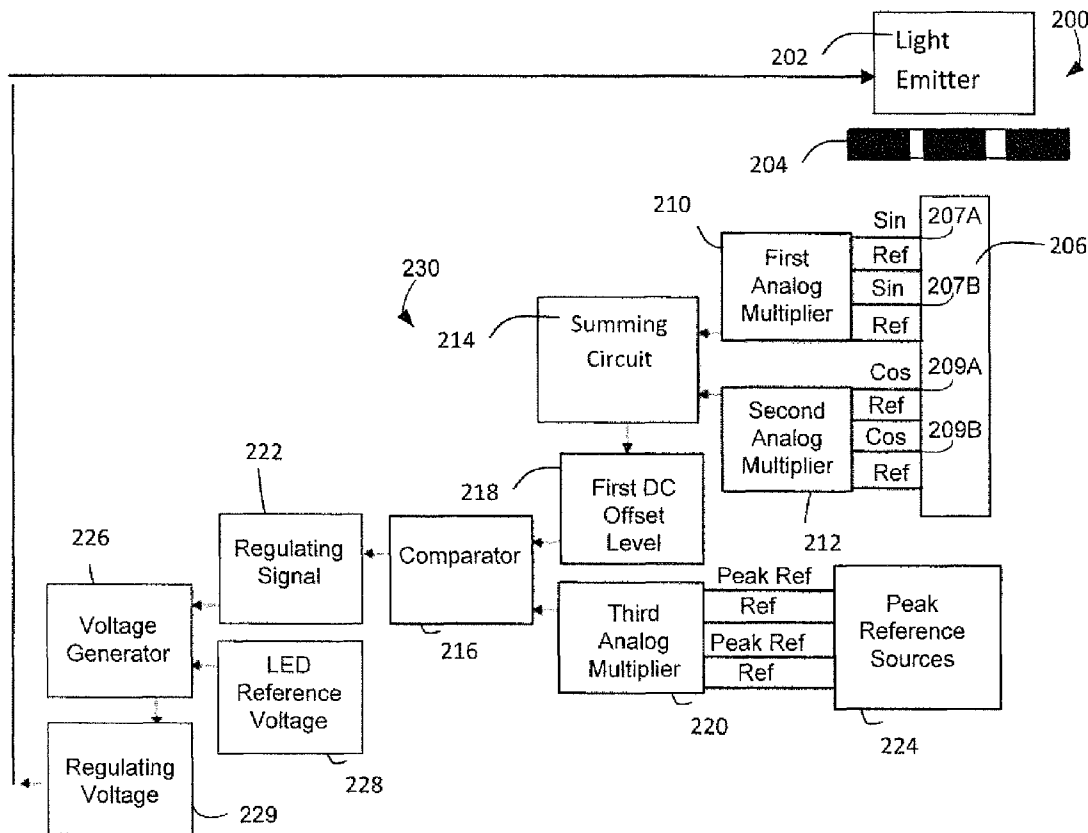 200
202
Light
Emitter
204
210
Sin
207A
206
Ref
First
Analog
Multiplier
Sin
207B
Ref
230
214
Summing
Circuit
Cos
209A
Ref
Second
Analog
Multiplier
Cos
209B
Ref
212
222
218
First DC
Offset
Level
226
Regulating
Signal
Comparator
216
Peak Ref
Ref
Peak Ref
Ref
Third
Analog
Multiplier
220
Peak
Reference
Sources
224
Voltage
Generator
LED
Reference
Voltage
228
Regulating
Voltage
229